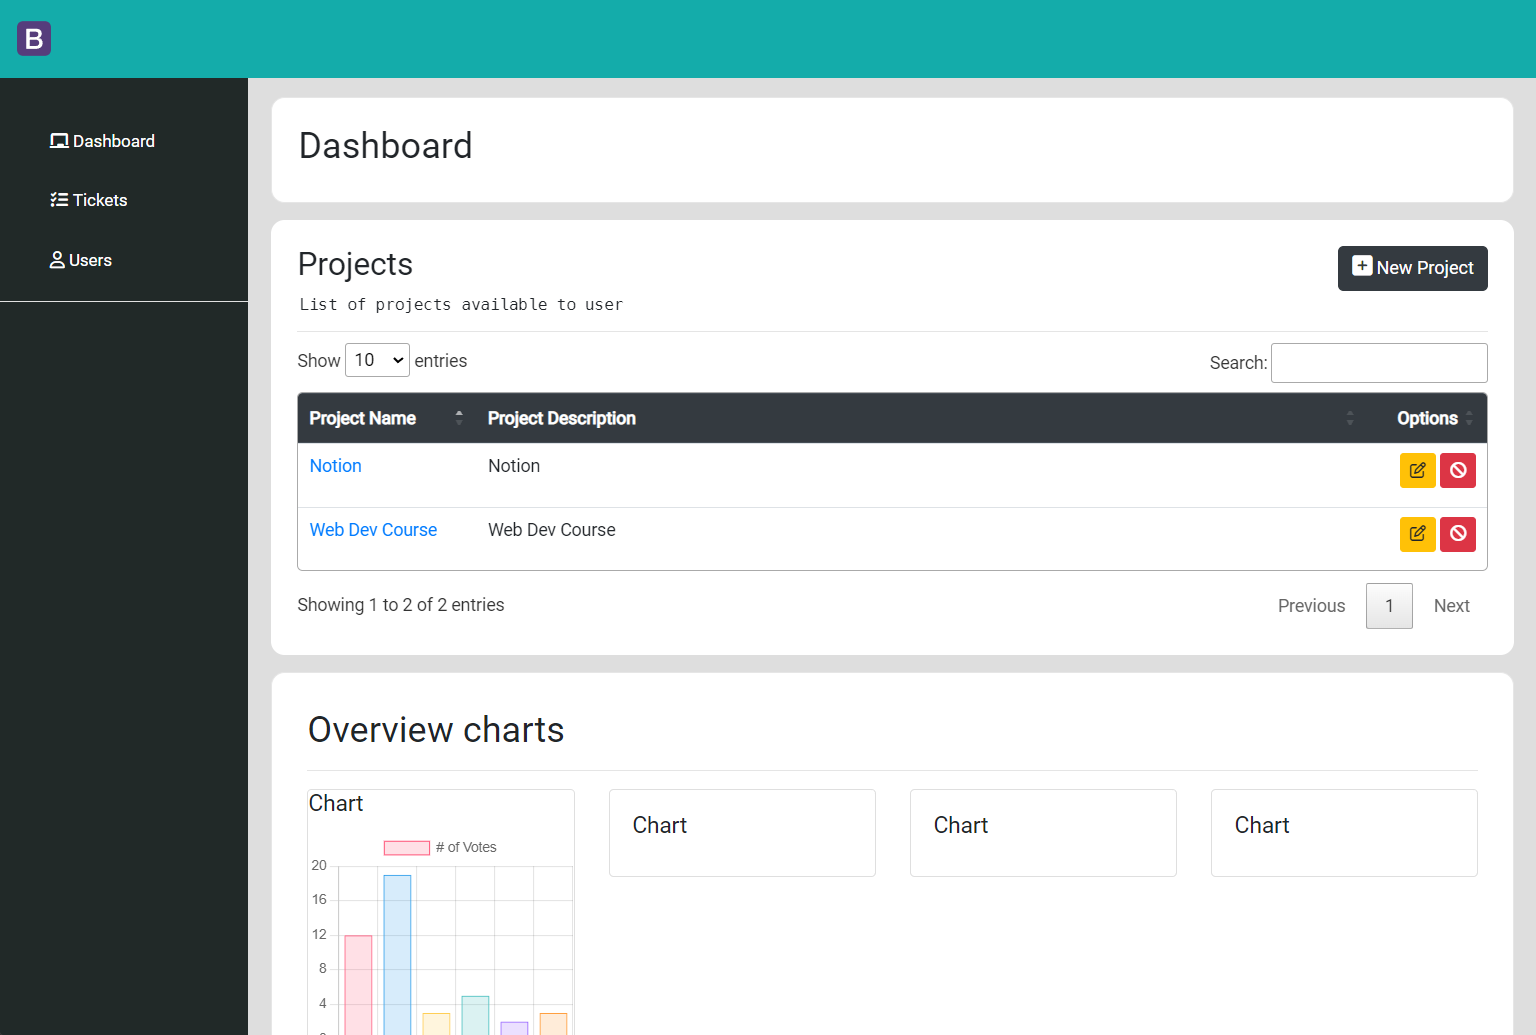 B
Dashboard
Tickets
Users
Dashboard
Projects
New Project
List of projects available to user
Show 10 entries
Search:
Project Name Project Description Options
Notion Notion
Web Dev Course Web Dev Course
Showing 1 to 2 of 2 entries
Previous 1 Next
Overview charts
Chart
# of Votes
20
16
12
8
4
Chart
Chart
Chart